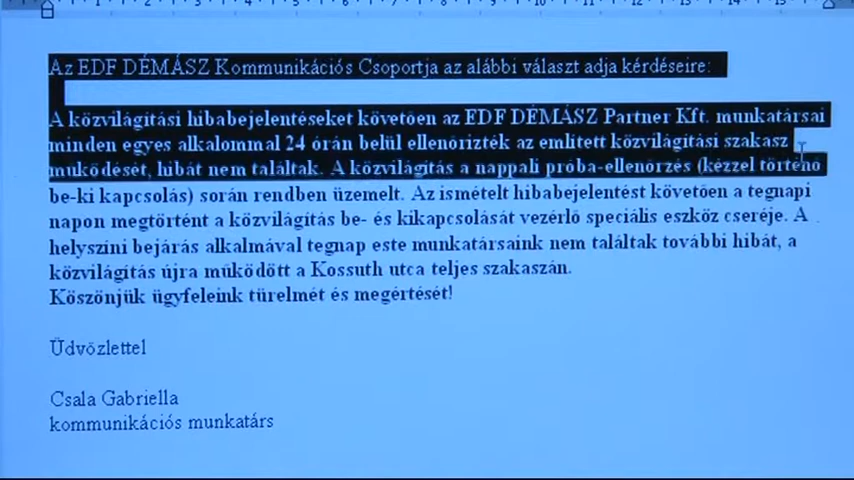 Az EDF DÉMÁSZ Kommunikációs Csoportja az alábbi választ adja kérdéseire:
A közvilágítási hibabejelentéseket követően az EDF DÉMÁSZ Partner Kft. munkatársai
minden egyes alkalommal 24 órán belül ellenőrizték az említett közvilágítási szakasz
működését, hibát nem találtak. A közvilágítás a nappali próba-ellenőrzés (kézzel történő
be-ki kapcsolás) során rendben üzemelt. Az ismételt hibabejelentést követően a tegnapi
napon megtörtént a közvilágítás be- és kikapcsolását vezérlő speciális eszköz cseréje. A
helyszíni bejárás alkalmával tegnap este munkatársaink nem találtak további hibát, a
közvilágítás újra működött a Kossuth utca teljes szakaszán.
Köszönjük ügyfeleink türelmét és megértését!
Üdvözlettel
Csala Gabriella
kommunikációs munkatárs